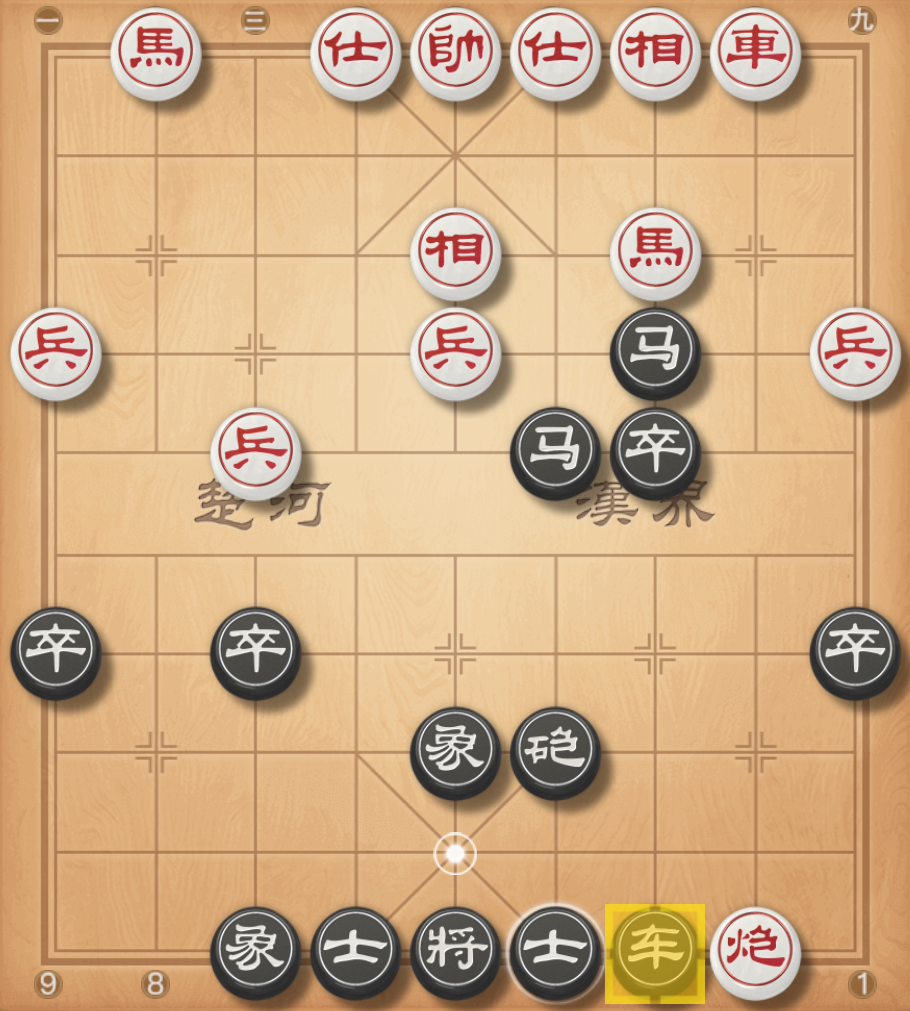 一 三 九
馬 仕 帥 仕 相 車
相 馬
兵 兵 马 兵
兵 马 卒
楚河 漢界
卒 卒 卒
象 砲
象 士 將 士 车 炮
9 8 1